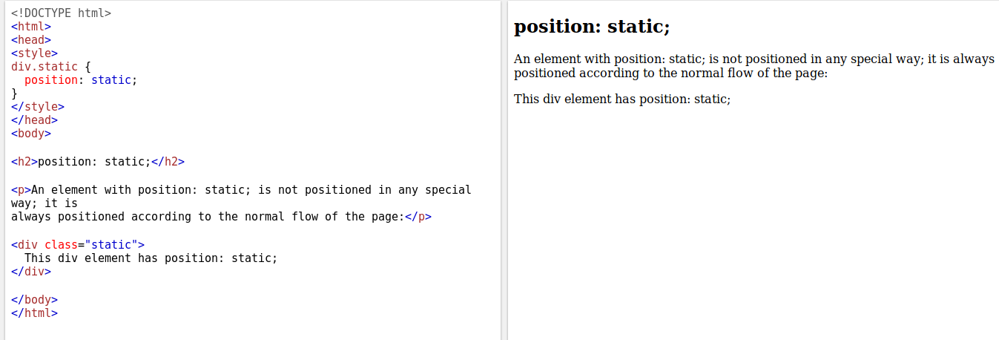 <!DOCTYPE html>
<html>
<head>
<style>
div.static {
  position: static;
}
</style>
</head>
<body>

<h2>position: static;</h2>

<p>An element with position: static; is not positioned in any special
way; it is
always positioned according to the normal flow of the page:</p>

<div class="static">
  This div element has position: static;
</div>

</body>
</html>

position: static;
An element with position: static; is not positioned in any special way; it is always
positioned according to the normal flow of the page:
This div element has position: static;